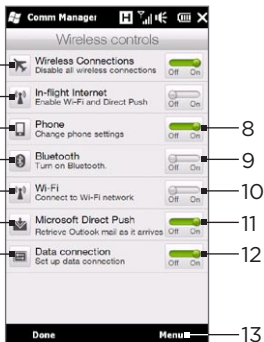 Comm Manager
Wireless controls
Wireless Connections
Disable all wireless connections
Off On
In-flight Internet
Enable Wi-Fi and Direct Push
Off On
Phone
Change phone settings
Off On
8
Bluetooth
Turn on Bluetooth.
Off On
9
Wi-Fi
Connect to Wi-Fi network
Off On
10
Microsoft Direct Push
Retrieve Outlook mail as it arrives
Off On
11
Data connection
Set up data connection
Off On
12
Done
Menu
13